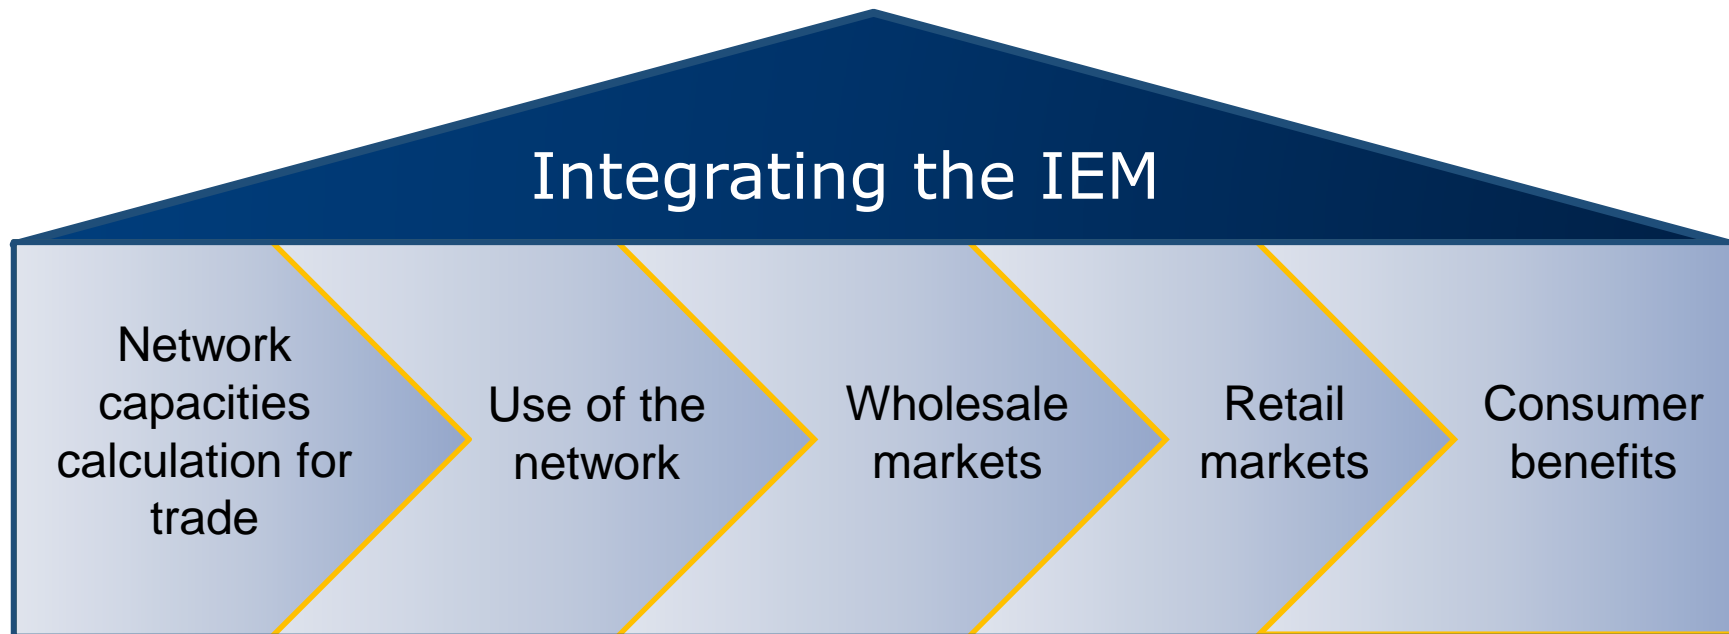 Integrating the IEM
Network
capacities
calculation for
trade
Use of the
network
Wholesale
markets
Retail
markets
Consumer
benefits